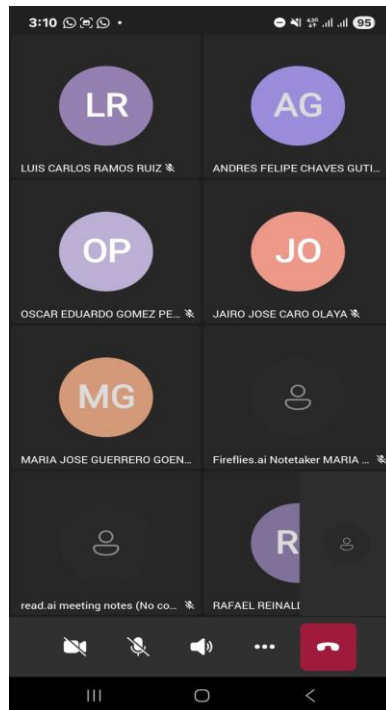 3:10
95
LR
AG
LUIS CARLOS RAMOS RUIZ
ANDRES FELIPE CHAVES GUTI...
OP
JO
OSCAR EDUARDO GOMEZ PE...
JAIRO JOSE CARO OLAYA
MG
MARIA JOSE GUERRERO GOEN...
Fireflies.ai Notetaker MARIA ...
R
read.ai meeting notes (No co...
RAFAEL REINAL